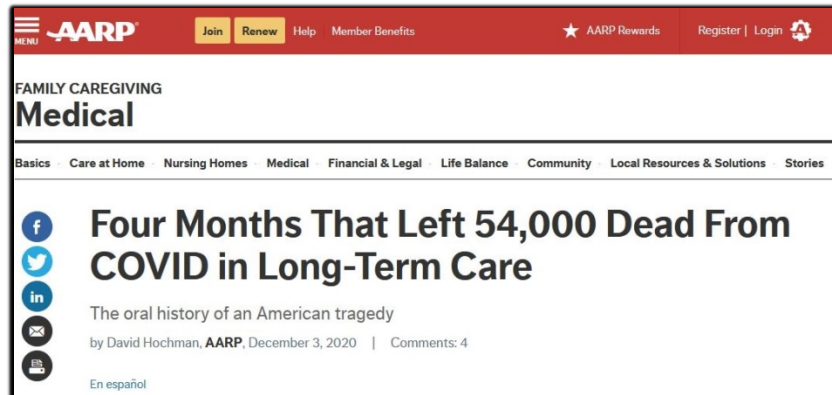 MENU AARP Join Renew Help Member Benefits AARP Rewards Register | Login
FAMILY CAREGIVING
Medical
Basics Care at Home Nursing Homes Medical Financial & Legal Life Balance Community Local Resources & Solutions Stories
Four Months That Left 54,000 Dead From
COVID in Long-Term Care
The oral history of an American tragedy
by David Hochman, AARP, December 3, 2020 | Comments: 4
En español